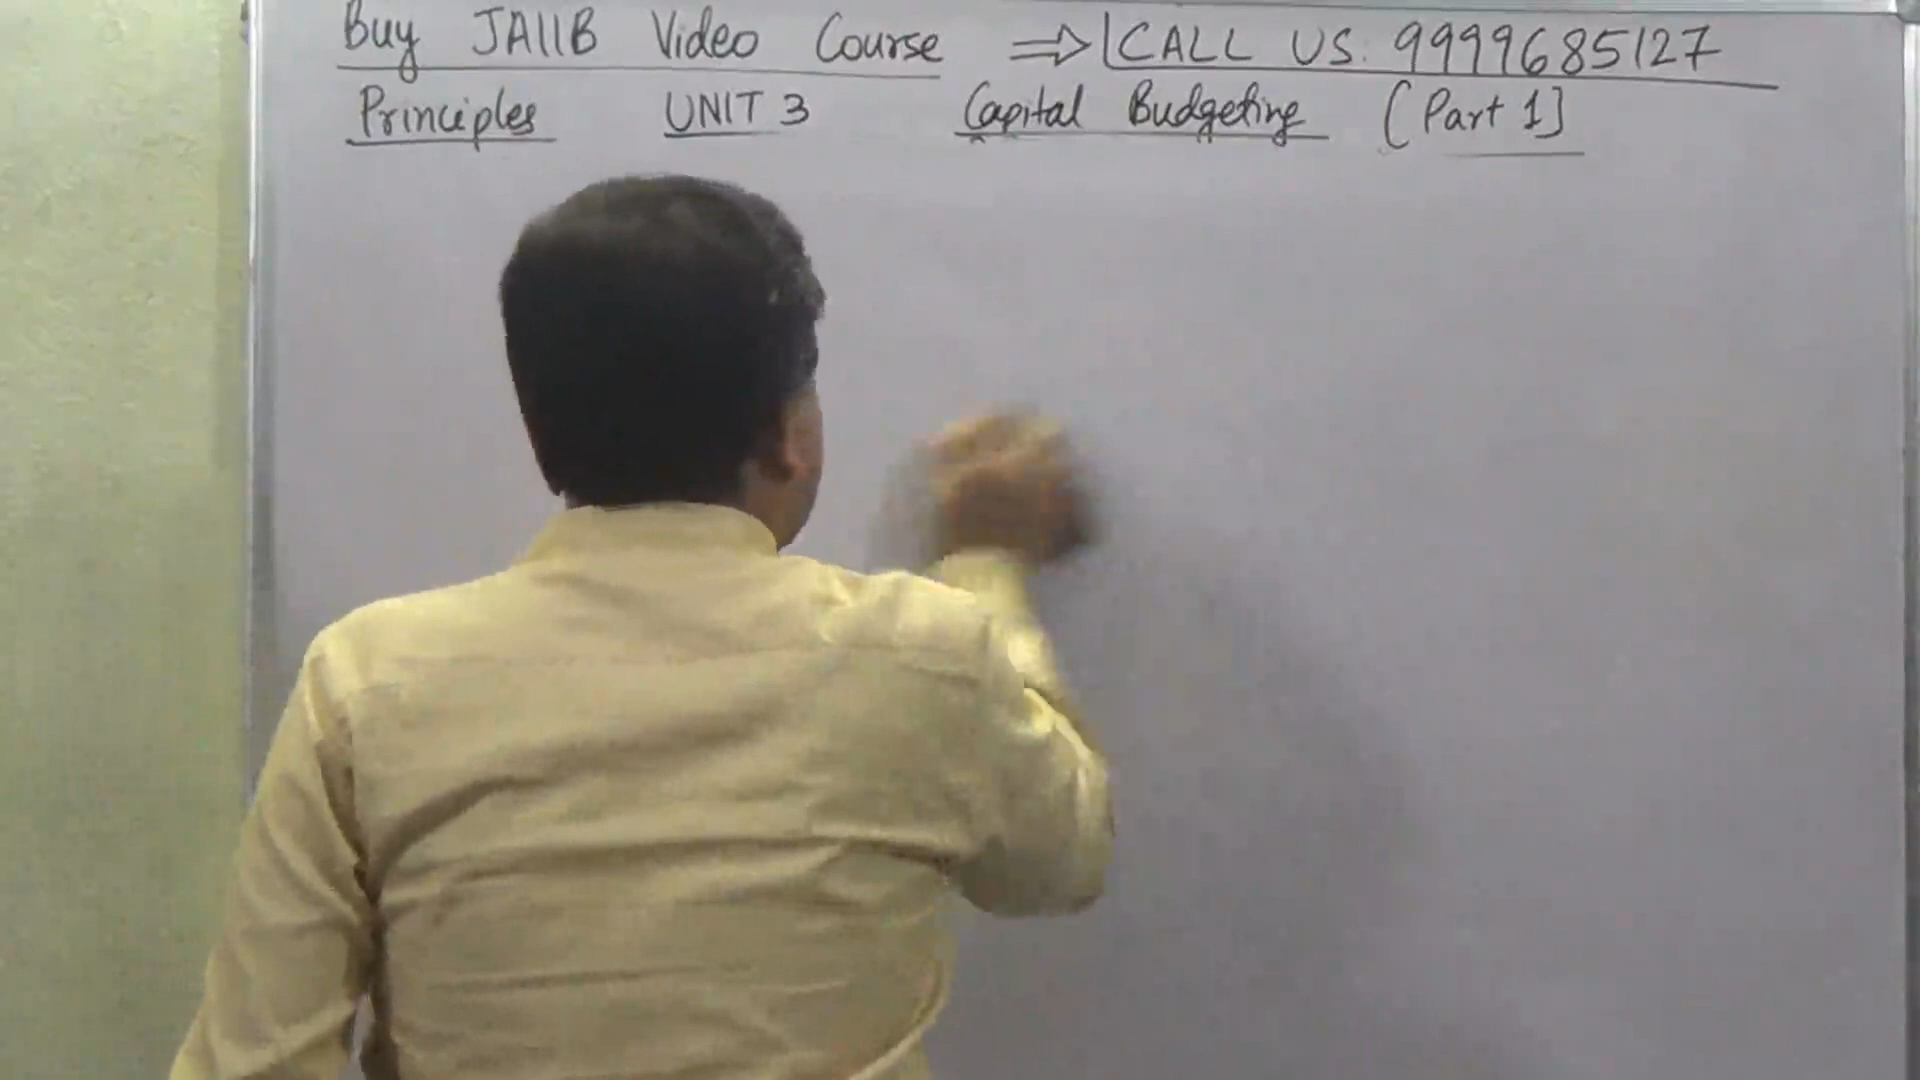 Buy JAIIB Video Course ⇒ CALL US: 9999685127
Principles UNIT 3 Capital Budgeting (Part 1]